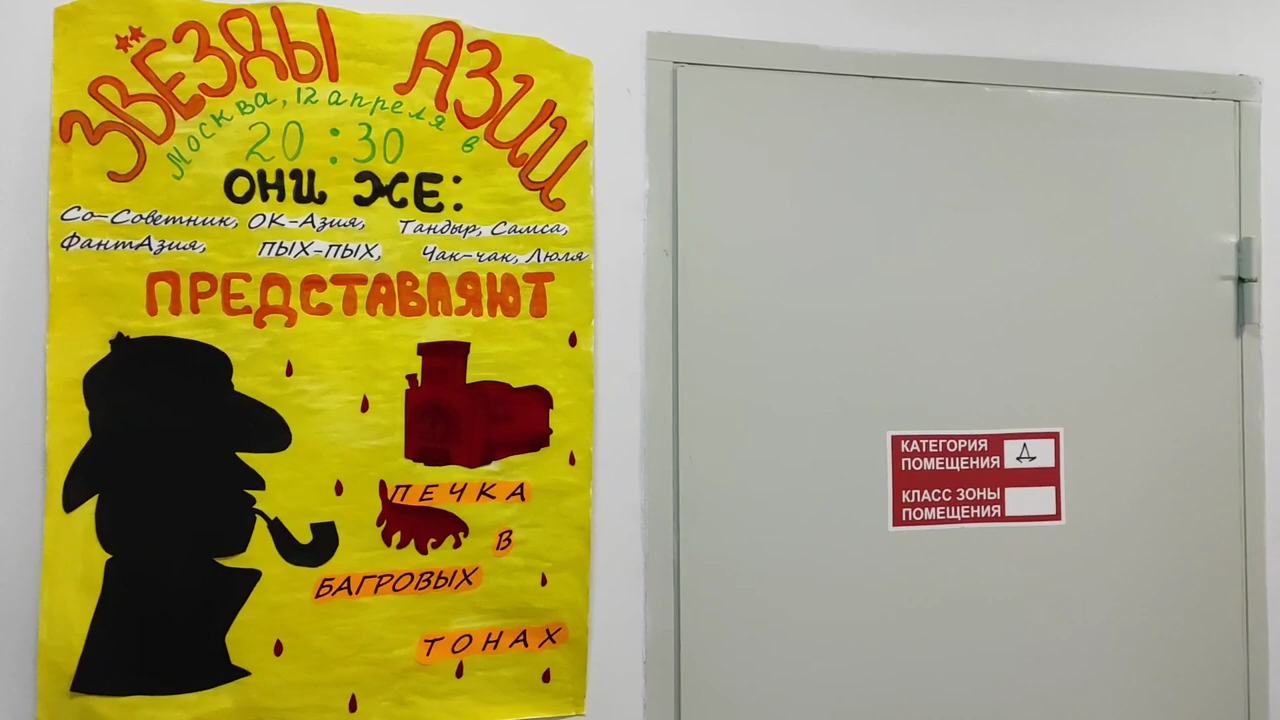 ЗВЁЗДЫ АЗИИ
Москва, 12 апреля в
20:30
ОНИ ЖЕ:
Со-Советник, ОК-Азия, Тандыр, Самса,
ФантАзия, ПЫХ-ПЫХ, Чак-чак, Люля
ПРЕДСТАВЛЯЮТ
ПЕЧКА
В
БАГРОВЫХ
ТОНАХ
КАТЕГОРИЯ
ПОМЕЩЕНИЯ Д
КЛАСС ЗОНЫ
ПОМЕЩЕНИЯ